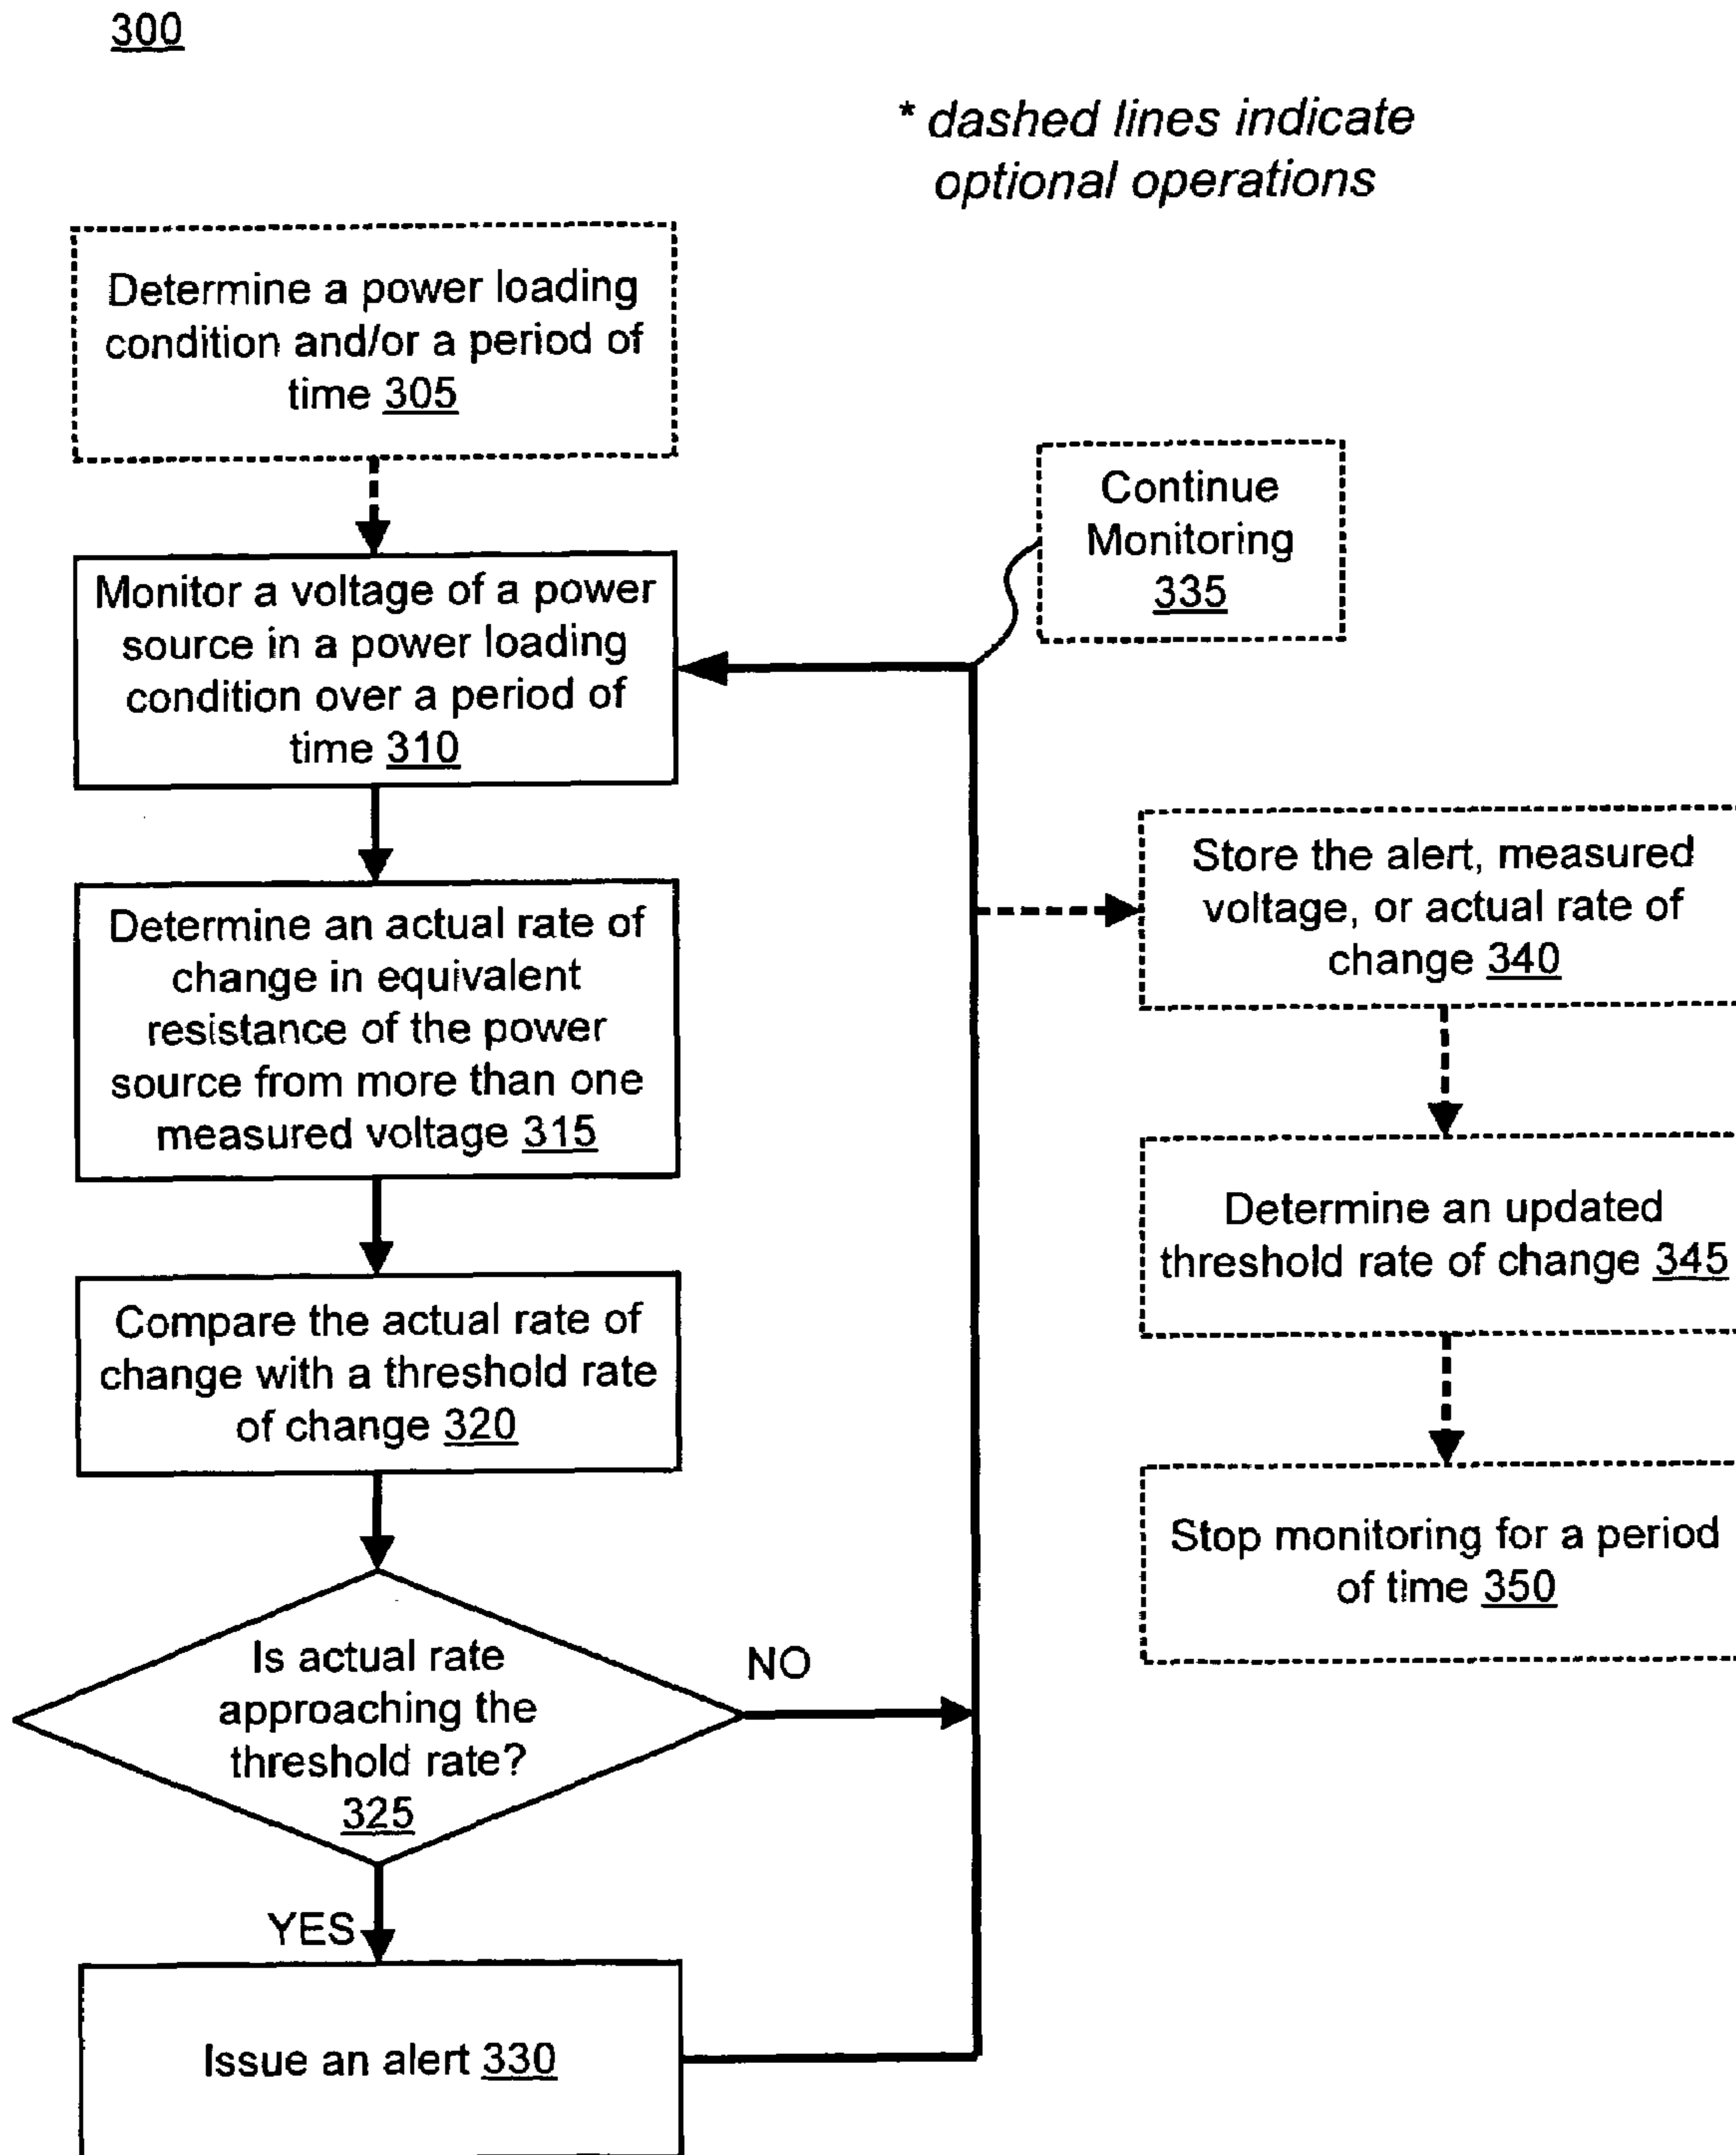 300
* dashed lines indicate
optional operations
Determine a power loading
condition and/or a period of
time 305
Continue
Monitoring
335
Monitor a voltage of a power
source in a power loading
condition over a period of
time 310
Store the alert, measured
voltage, or actual rate of
change 340
Determine an actual rate of
change in equivalent
resistance of the power
source from more than one
measured voltage 315
Determine an updated
threshold rate of change 345
Compare the actual rate of
change with a threshold rate
of change 320
Stop monitoring for a period
of time 350
Is actual rate
approaching the
threshold rate?
325
NO
YES
Issue an alert 330